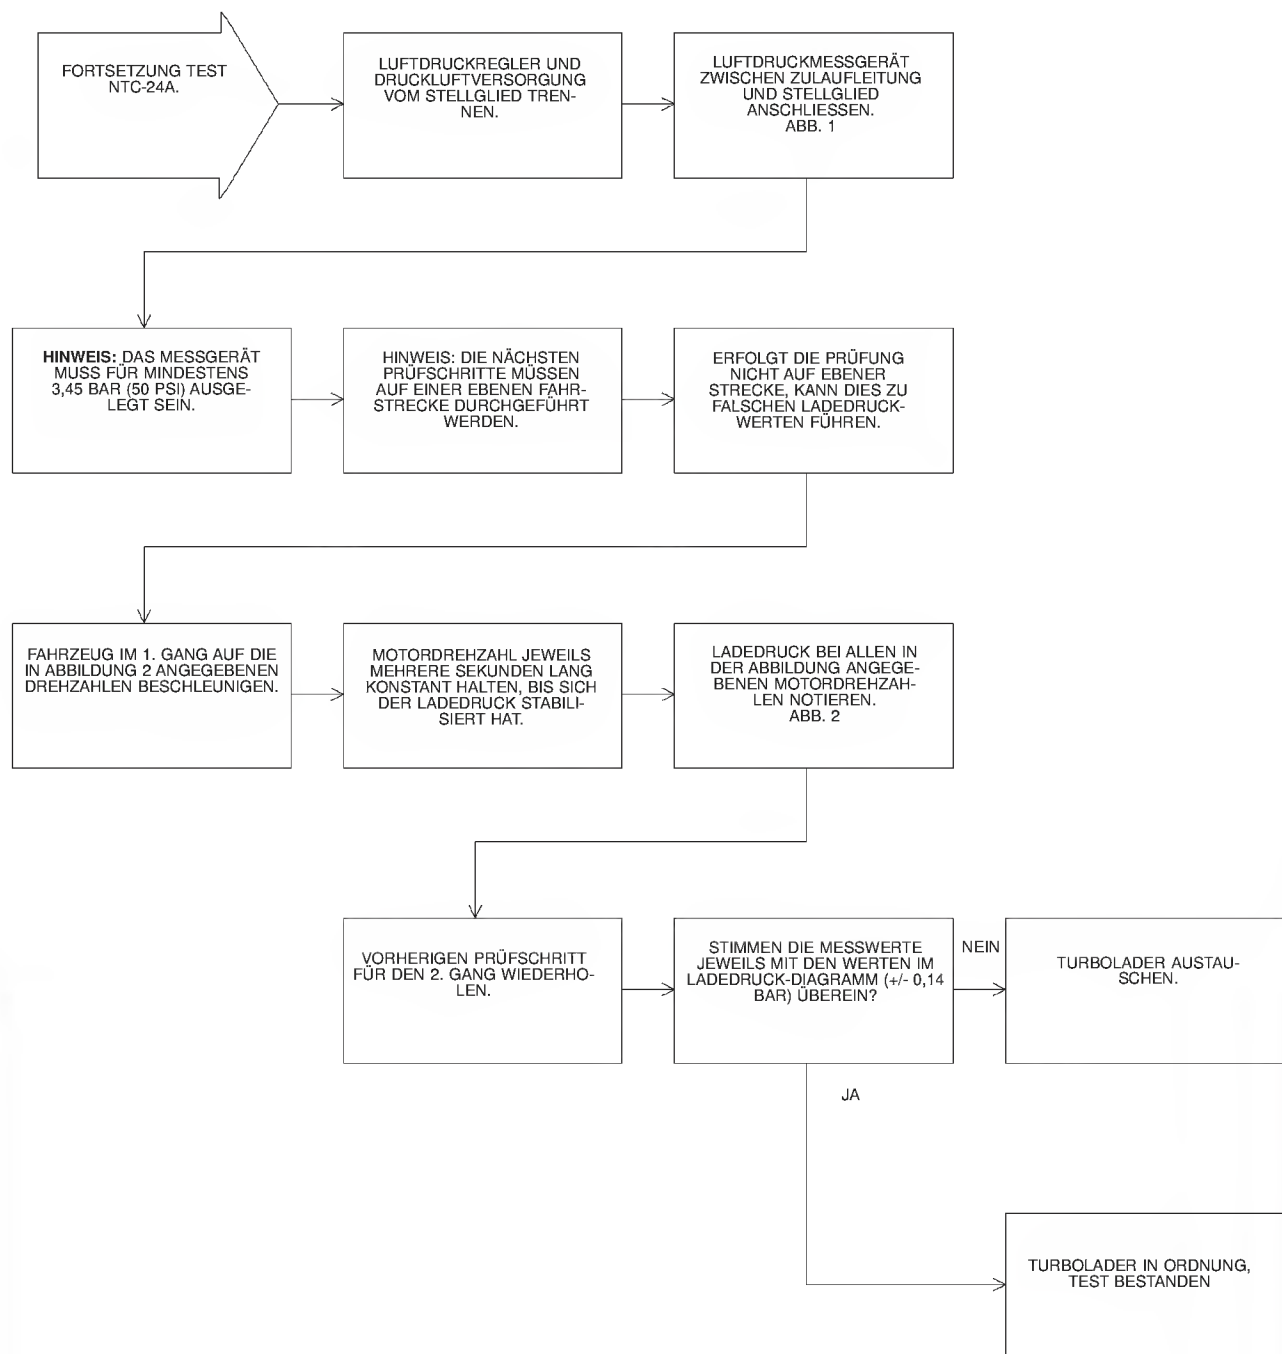 FORTSETZUNG TEST
NTC-24A.
LUFTDRUCKREGLER UND
DRUCKLUFTVERSORGUNG
VOM STELLGLIED TREN-
NEN.
LUFTDRUCKMESSGERÄT
ZWISCHEN ZULAUFLEITUNG
UND STELLGLIED
ANSCHLIESSEN.
ABB. 1
HINWEIS: DAS MESSGERÄT
MUSS FÜR MINDESTENS
3,45 BAR (50 PSI) AUSGE-
LEGT SEIN.
HINWEIS: DIE NÄCHSTEN
PRÜFSCHRITTE MÜSSEN
AUF EINER EBENEN FAHR-
STRECKE DURCHGEFÜHRT
WERDEN.
ERFOLGT DIE PRÜFUNG
NICHT AUF EBENER
STRECKE, KANN DIES ZU
FALSCHEN LADEDRUCK-
WERTEN FÜHREN.
FAHRZEUG IM 1. GANG AUF DIE
IN ABBILDUNG 2 ANGEGEBENEN
DREHZAHLEN BESCHLEUNIGEN.
MOTORDREHZAHL JEWEILS
MEHRERE SEKUNDEN LANG
KONSTANT HALTEN, BIS SICH
DER LADEDRUCK STABILI-
SIERT HAT.
LADEDRUCK BEI ALLEN IN
DER ABBILDUNG ANGEGE-
BENEN MOTORDREHZAH-
LEN NOTIEREN.
ABB. 2
VORHERIGEN PRÜFSCHRITT
FÜR DEN 2. GANG WIEDERHO-
LEN.
STIMMEN DIE MESSWERTE
JEWEILS MIT DEN WERTEN IM
LADEDRUCK-DIAGRAMM (+/- 0,14
BAR) ÜBEREIN?
NEIN
TURBOLADER AUSTAU-
SCHEN.
JA
TURBOLADER IN ORDNUNG,
TEST BESTANDEN